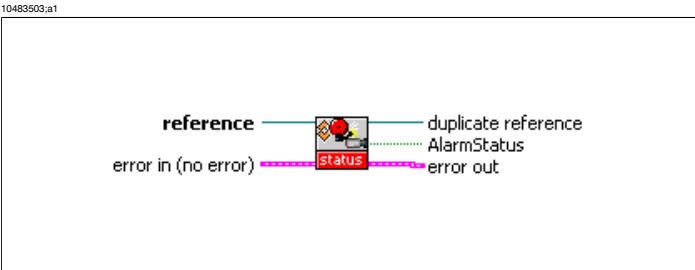 10483503;a1
reference
duplicate reference
AlarmStatus
error in (no error)
status
error out